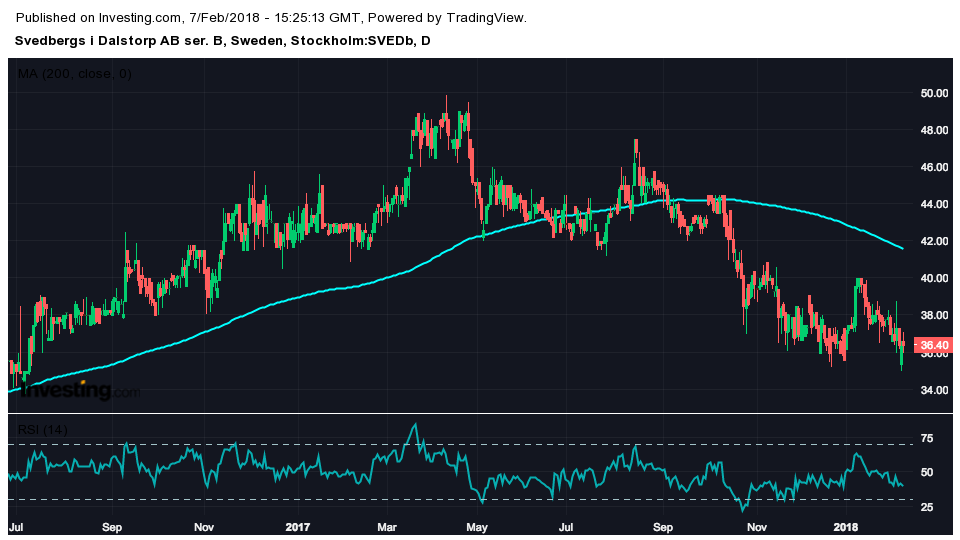 Published on Investing.com, 7/Feb/2018 - 15:25:13 GMT, Powered by TradingView.
Svedbergs i Dalstorp AB ser. B, Sweden, Stockholm:SVEDb, D
MA (200, close, 0)
50.00
48.00
46.00
44.00
42.00
40.00
38.00
36.40
36.00
34.00
Investing.com
RSI (14)
75
50
25
Jul Sep Nov 2017 Mar May Jul Sep Nov 2018